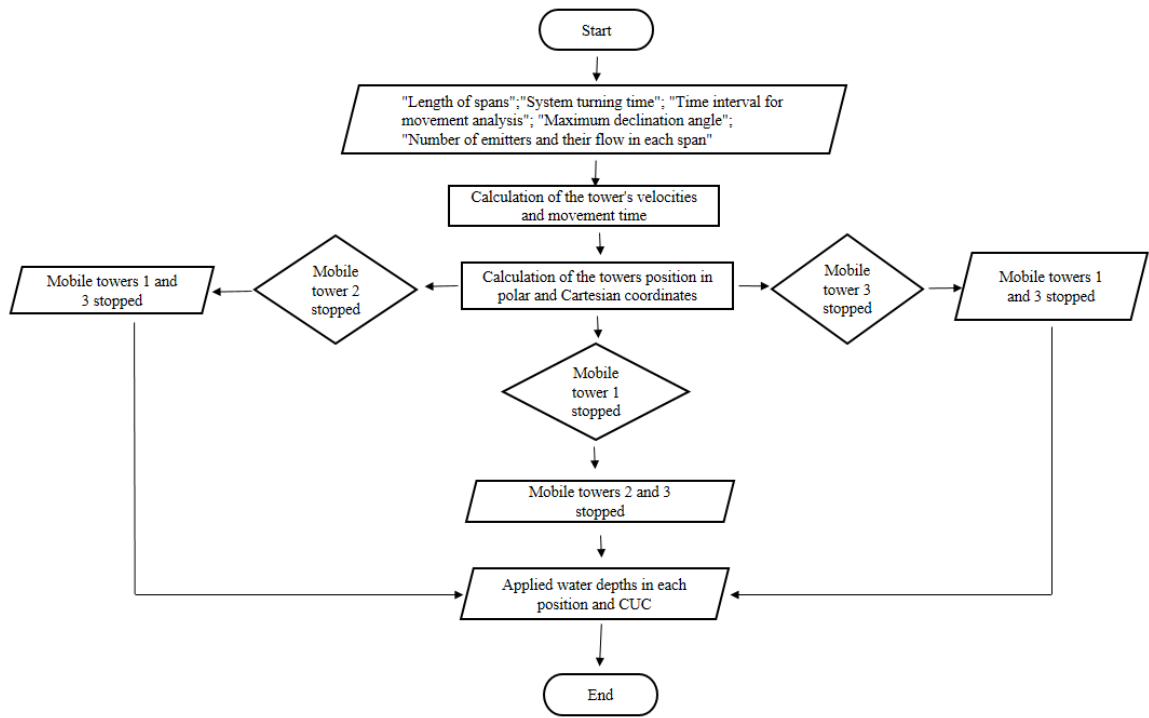 Start
"Length of spans";"System turning time"; "Time interval for
movement analysis"; "Maximum declination angle";
"Number of emitters and their flow in each span"
Calculation of the tower's velocities
and movement time
Mobile towers 1 and
3 stopped
Mobile
tower 2
stopped
Calculation of the towers position in
polar and Cartesian coordinates
Mobile
tower 3
stopped
Mobile towers 1
and 3 stopped
Mobile
tower 1
stopped
Mobile towers 2 and 3
stopped
Applied water depths in each
position and CUC
End